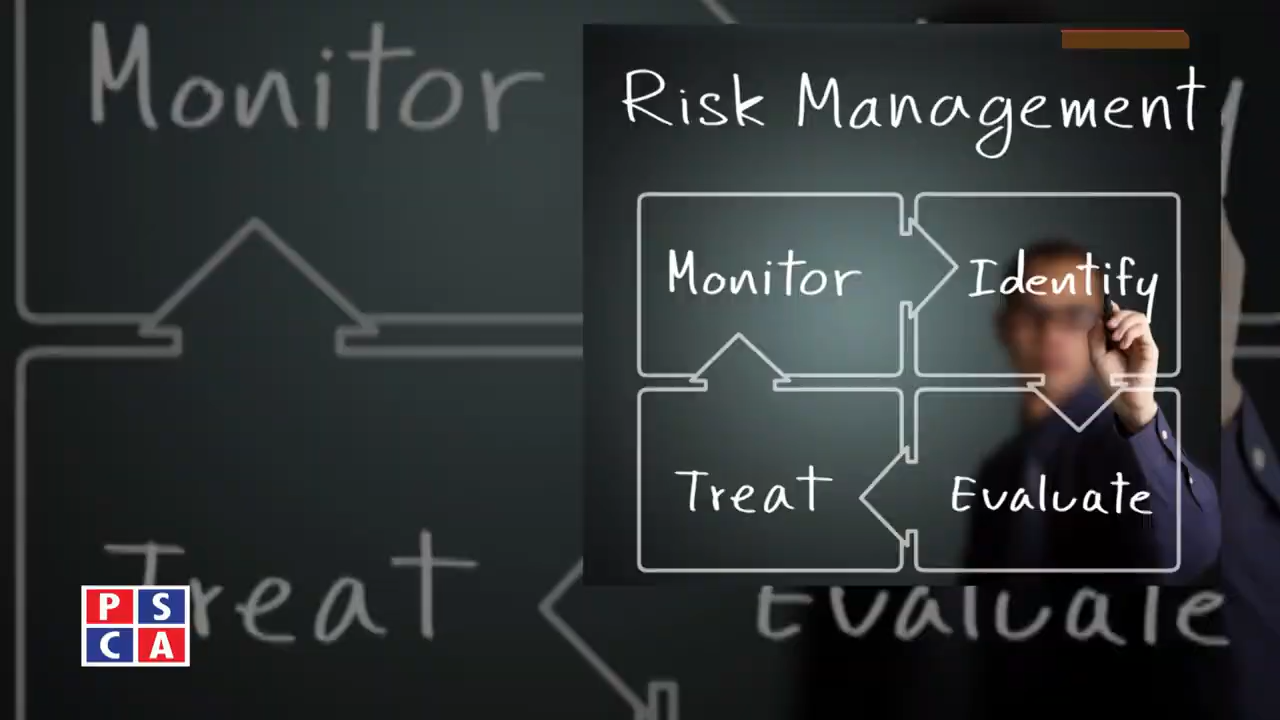 Monitor
Risk Management
Monitor
Identify
Treat
Evaluate
Treat
Evaluate
P S
C A